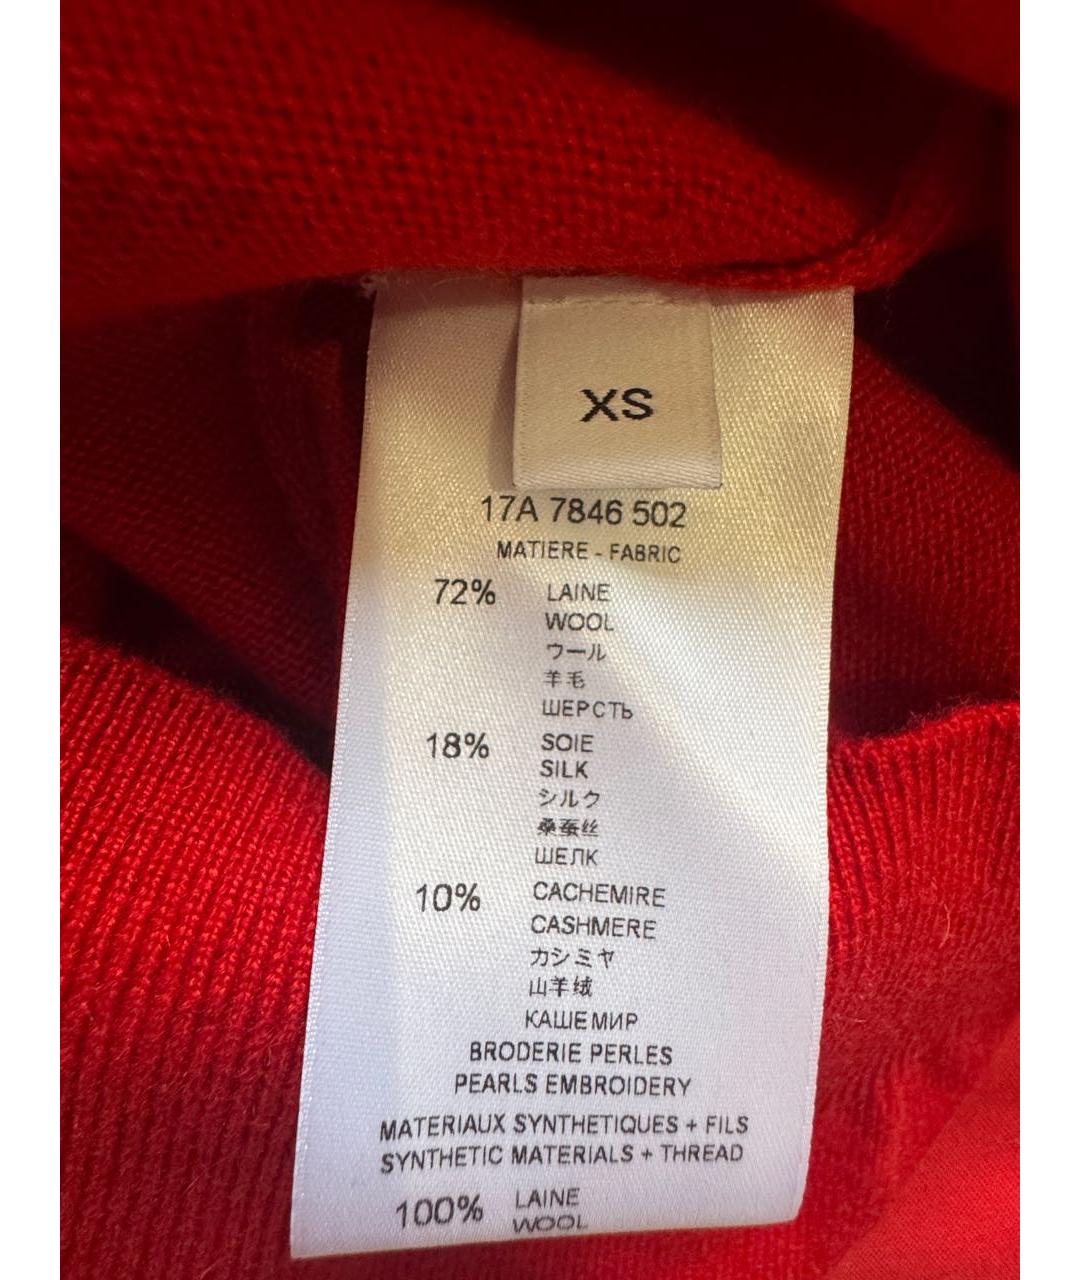 XS
17A 7846 502
MATIERE - FABRIC
72% LAINE
WOOL
ウール
羊毛
ШЕРСТЬ
18% SOIE
SILK
シルク
桑蚕丝
ШЕЛК
10% CACHEMIRE
CASHMERE
カシミヤ
山羊绒
КАШЕМИР
BRODERIE PERLES
PEARLS EMBROIDERY
MATERIAUX SYNTHETIQUES + FILS
SYNTHETIC MATERIALS + THREAD
100% LAINE
WOOL